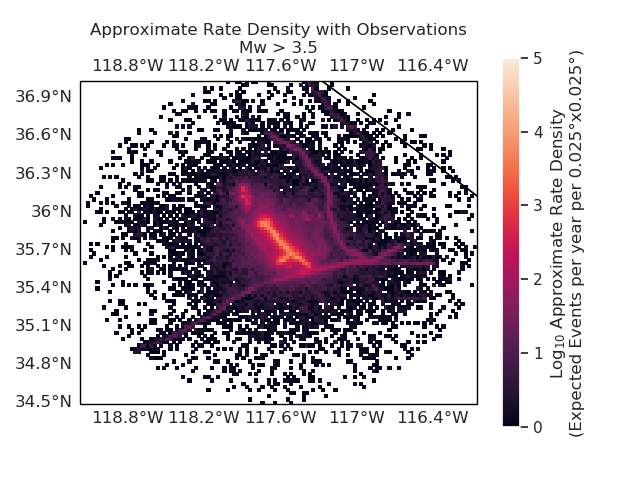 Approximate Rate Density with Observations
Mw > 3.5
118.8°W 118.2°W 117.6°W 117°W 116.4°W
36.9°N
36.6°N
36.3°N
36°N
35.7°N
35.4°N
35.1°N
34.8°N
34.5°N
118.8°W 118.2°W 117.6°W 117°W 116.4°W
5
4
3
2
1
0
Log₁₀ Approximate Rate Density
(Expected Events per year per 0.025°x0.025°)